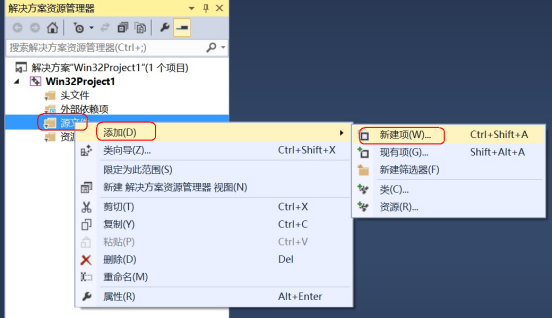 解决方案资源管理器
搜索解决方案资源管理器(Ctrl+;)
解决方案"Win32Project1"(1 个项目)
Win32Project1
头文件
外部依赖项
源文
资源
添加(D)
类向导(Z)... Ctrl+Shift+X
限定为此范围(S)
新建 解决方案资源管理器 视图(N)
剪切(T) Ctrl+X
复制(Y) Ctrl+C
粘贴(P) Ctrl+V
删除(D) Del
重命名(M)
属性(R) Alt+Enter
新建项(W)... Ctrl+Shift+A
现有项(G)... Shift+Alt+A
新建筛选器(F)
类(C)...
资源(R)...